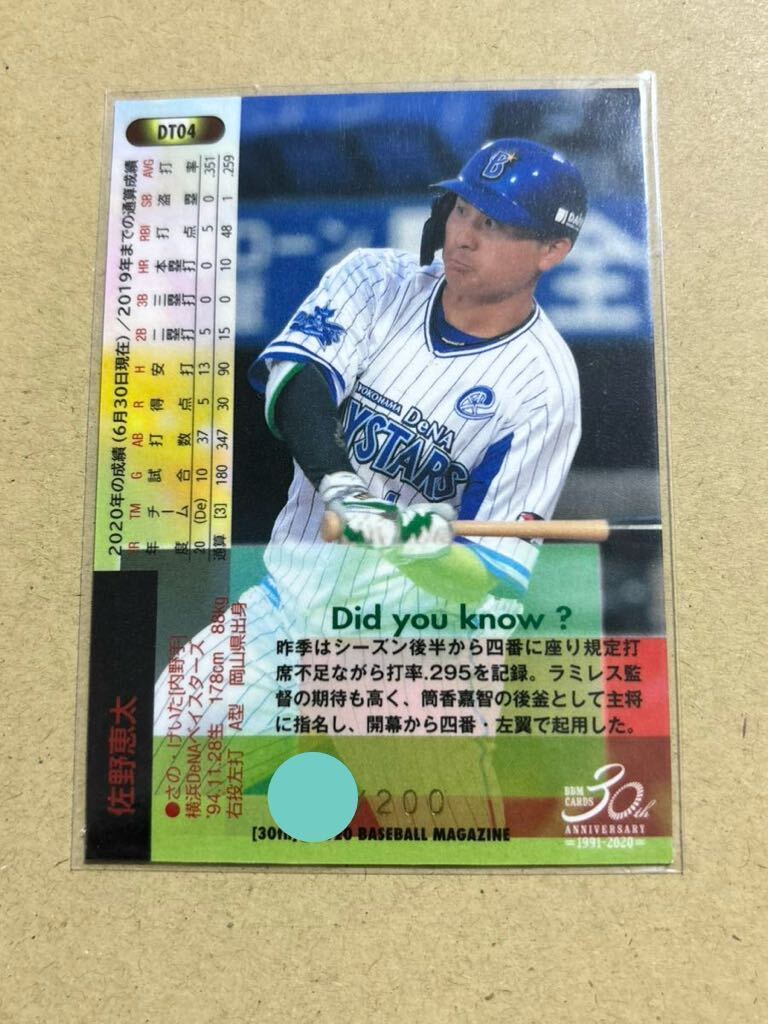 DT04
2020年の成績(6月30日現在)/2019年までの通算成績
YR TM G AB R H 2B 3B HR RBI SB AVG
年度 チーム 試合 打数 得点 安打 二塁打 三塁打 本塁打 打点 盗塁 打率
20 (De) 10 37 5 13 5 0 0 5 0 .351
通算 [3] 180 347 30 90 15 0 10 48 1 .259
佐野恵太
●さの・けいた[内野手]
横浜DeNAベイスターズ
'94.11.28生 178cm 88kg
右投左打 A型 岡山県出身
B
YOKOHAMA DeNA
YSTARS
Did you know ?
昨季はシーズン後半から四番に座り規定打
席不足ながら打率.295を記録。ラミレス監
督の期待も高く、筒香嘉智の後釜として主将
に指名し、開幕から四番・左翼で起用した。
/200
[30th] 20 BASEBALL MAGAZINE
BBM
CARDS
30th
ANNIVERSARY
1991-2020